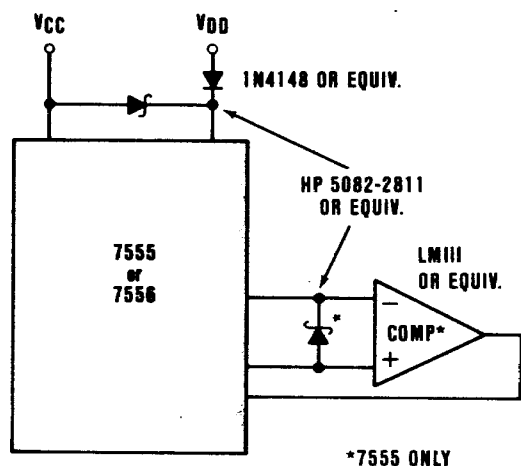 VCC VDD
1N4148 OR EQUIV.
HP 5082-2811
OR EQUIV.
7555
or
7556
LM111
OR EQUIV.
*
−
COMP*
+
*7555 ONLY